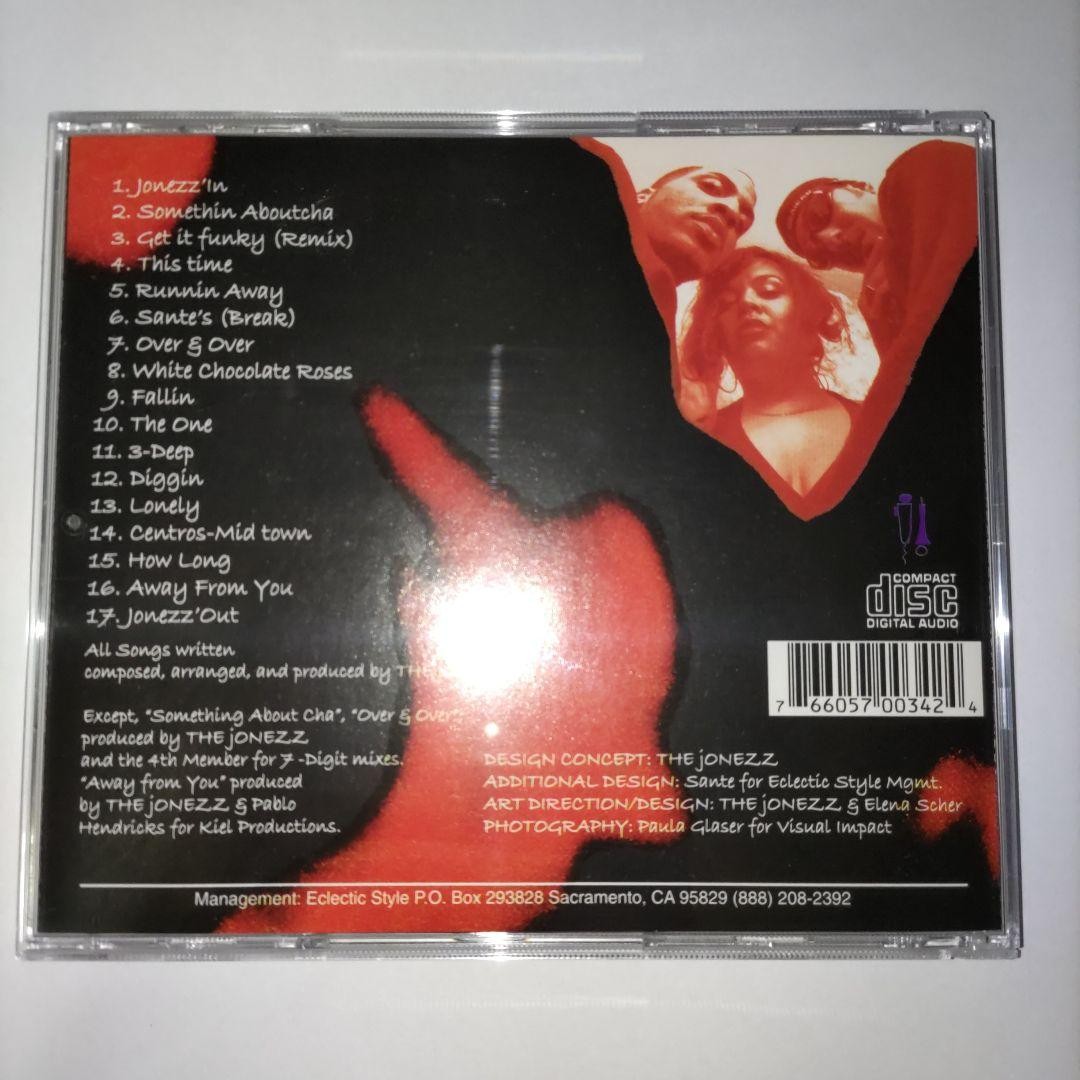 1. Jonezz'In
2. Somethin Aboutcha
3. Get it funky (Remix)
4. This time
5. Runnin Away
6. Sante's (Break)
7. Over & Over
8. White Chocolate Roses
9. Fallin
10. The One
11. 3-Deep
12. Diggin
13. Lonely
14. Centros-Mid town
15. How Long
16. Away From You
17. Jonezz'Out
All Songs written
composed, arranged, and produced by THE
Except, "Something About Cha", "Over & Over",
produced by THE jONEZZ
and the 4th Member for 7-Digit mixes.
"Away from You" produced
by THE jONEZZ & Pablo
Hendricks for Kiel Productions.
COMPACT
disc
DIGITAL AUDIO
7 66057 00342 4
DESIGN CONCEPT: THE jONEZZ
ADDITIONAL DESIGN: Sante for Eclectic Style Mgmt.
ART DIRECTION/DESIGN: THE jONEZZ & Elena Scher
PHOTOGRAPHY: Paula Glaser for Visual Impact
Management: Eclectic Style P.O. Box 293828 Sacramento, CA 95829 (888) 208-2392